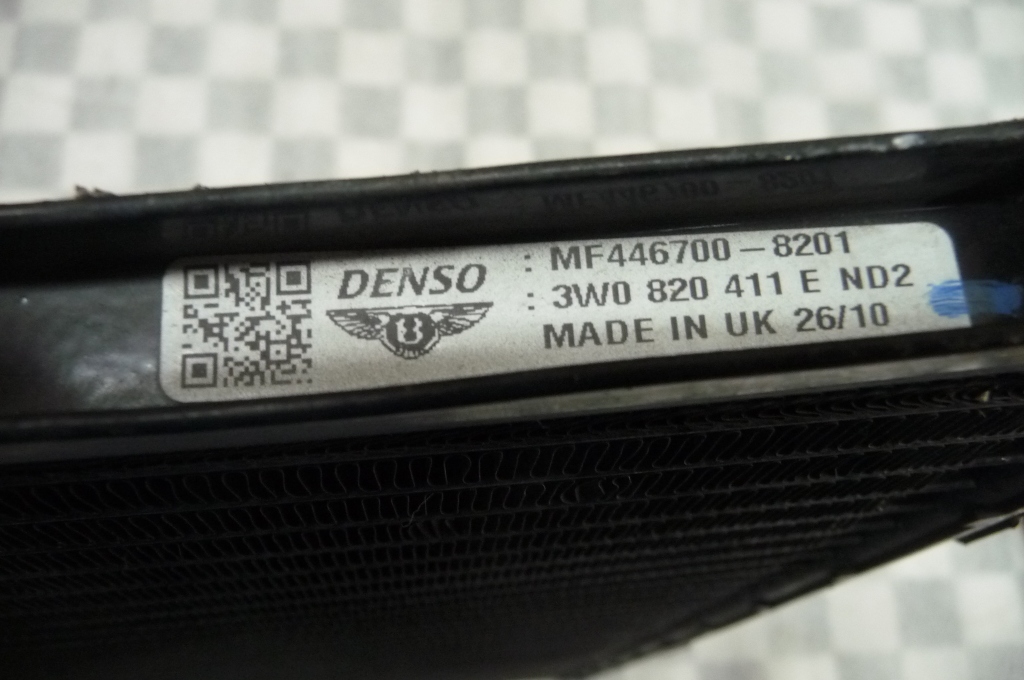 DENSO : MF446700-8201
: 3W0 820 411 E ND2
B
MADE IN UK 26/10